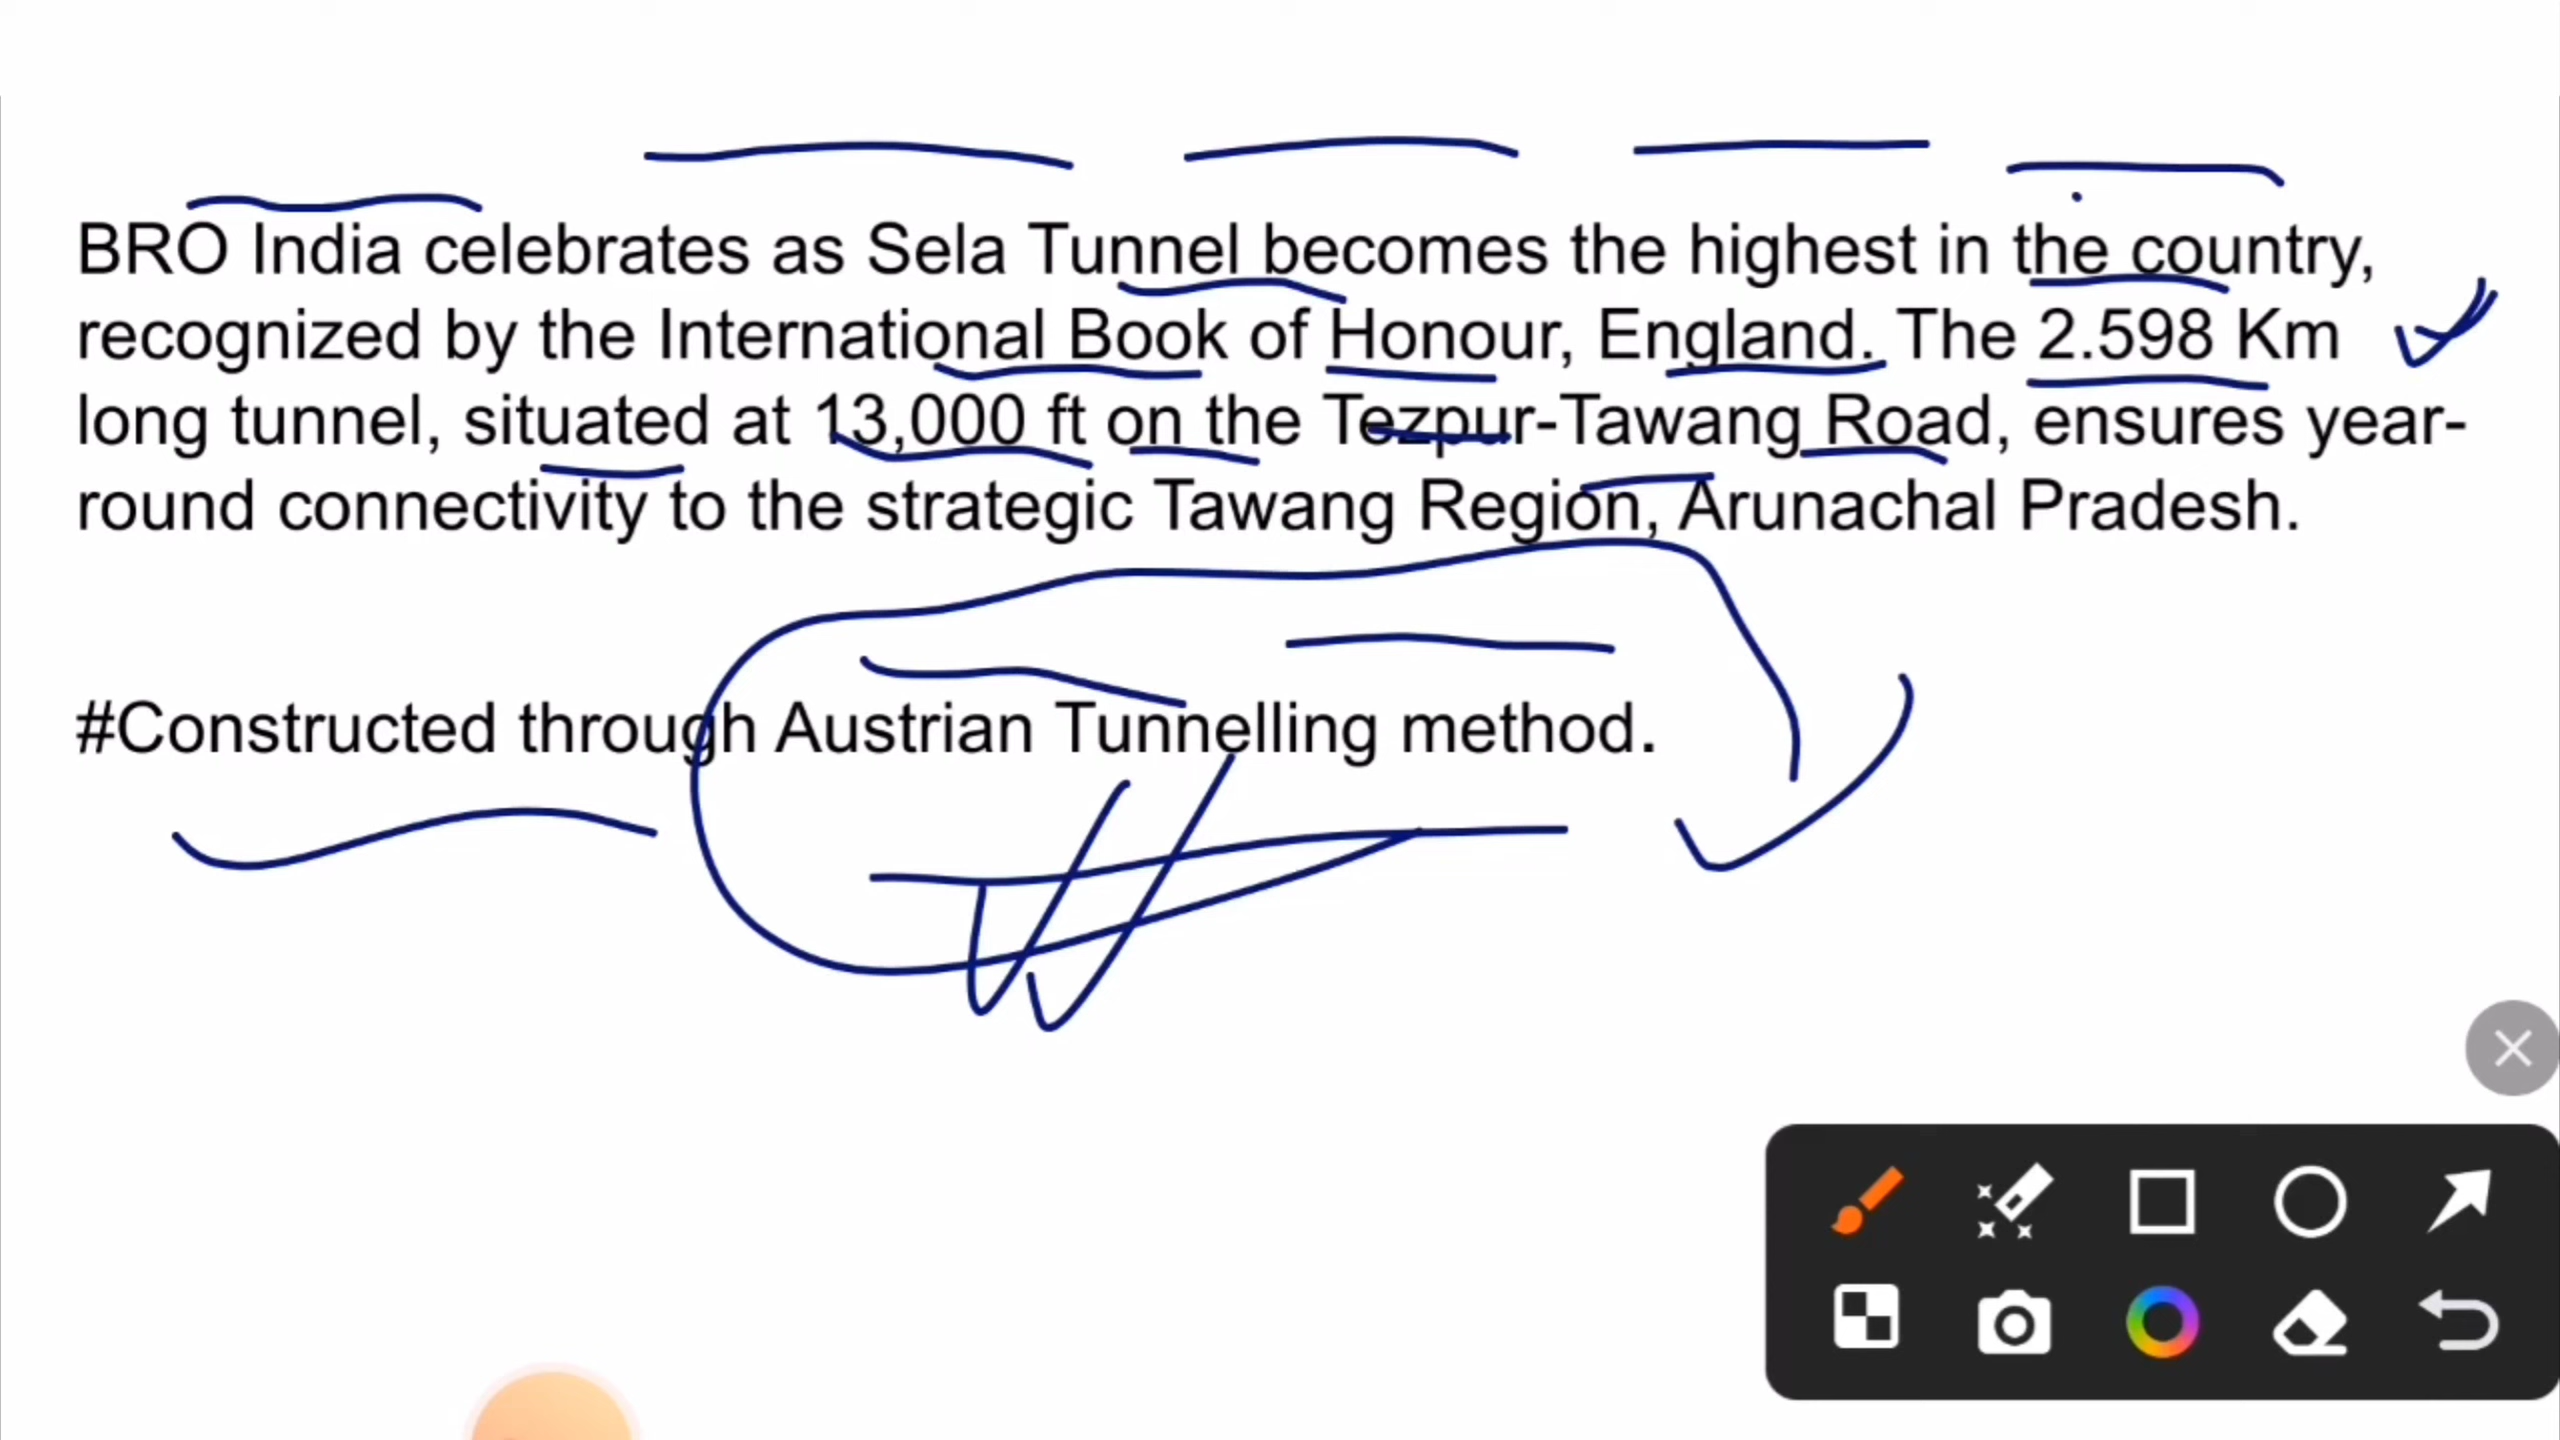 BRO India celebrates as Sela Tunnel becomes the highest in the country,
recognized by the International Book of Honour, England. The 2.598 Km
long tunnel, situated at 13,000 ft on the Tezpur-Tawang Road, ensures year-
round connectivity to the strategic Tawang Region, Arunachal Pradesh.
#Constructed through Austrian Tunnelling method.